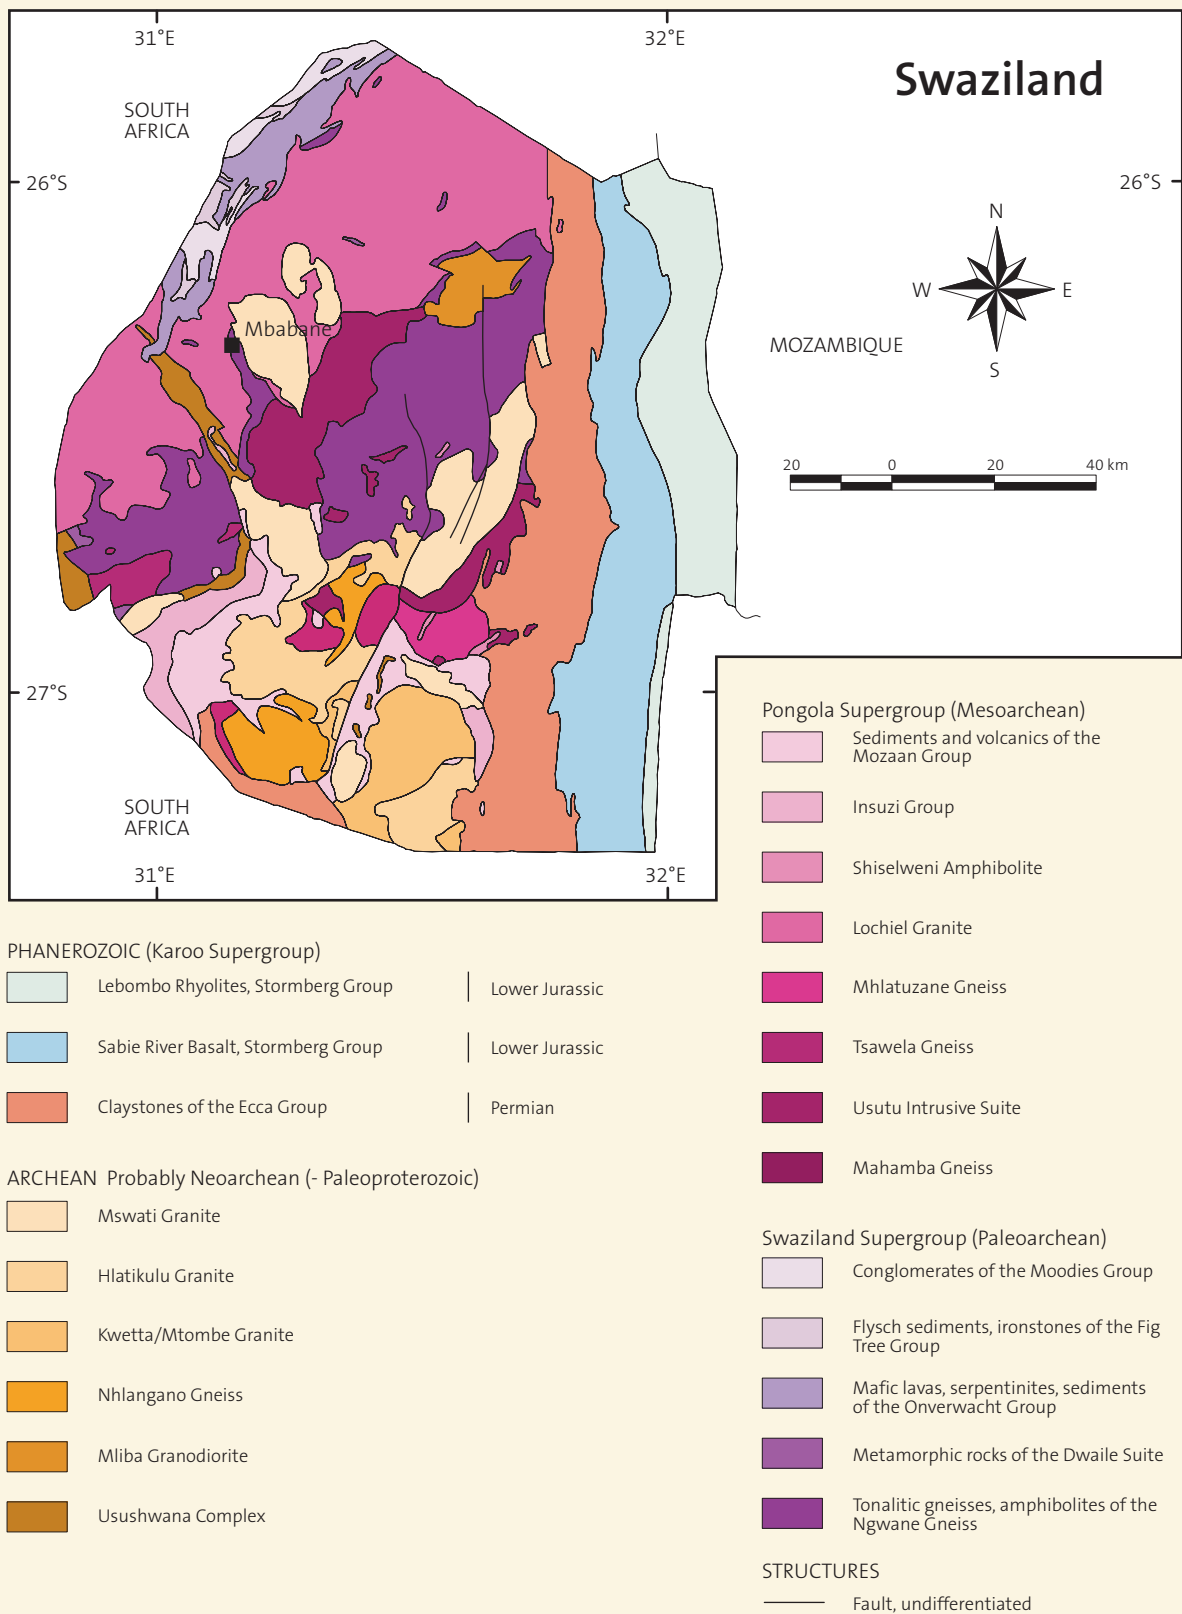 31°E
32°E
Swaziland
SOUTH
AFRICA
26°S
26°S
N
W
E
S
Mbabane
MOZAMBIQUE
20
0
20
40 km
27°S
SOUTH
AFRICA
31°E
32°E
PHANEROZOIC (Karoo Supergroup)
Lebombo Rhyolites, Stormberg Group
Lower Jurassic
Sabie River Basalt, Stormberg Group
Lower Jurassic
Claystones of the Ecca Group
Permian
ARCHEAN Probably Neoarchean (- Paleoproterozoic)
Mswati Granite
Hlatikulu Granite
Kwetta/Mtombe Granite
Nhlangano Gneiss
Mliba Granodiorite
Usushwana Complex
Pongola Supergroup (Mesoarchean)
Sediments and volcanics of the
Mozaan Group
Insuzi Group
Shiselweni Amphibolite
Lochiel Granite
Mhlatuzane Gneiss
Tsawela Gneiss
Usutu Intrusive Suite
Mahamba Gneiss
Swaziland Supergroup (Paleoarchean)
Conglomerates of the Moodies Group
Flysch sediments, ironstones of the Fig
Tree Group
Mafic lavas, serpentinites, sediments
of the Onverwacht Group
Metamorphic rocks of the Dwaile Suite
Tonalitic gneisses, amphibolites of the
Ngwane Gneiss
STRUCTURES
Fault, undifferentiated